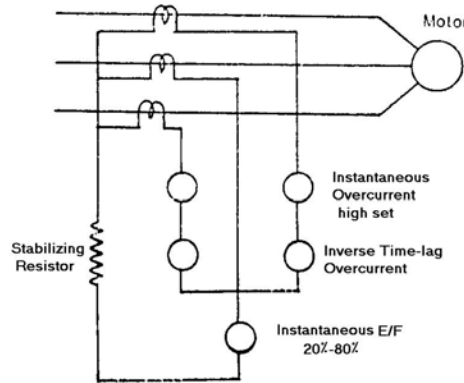 Motor
Instantaneous
Overcurrent
high set
Stabilizing
Resistor
Inverse Time-lag
Overcurrent
Instantaneous E/F
20%-80%